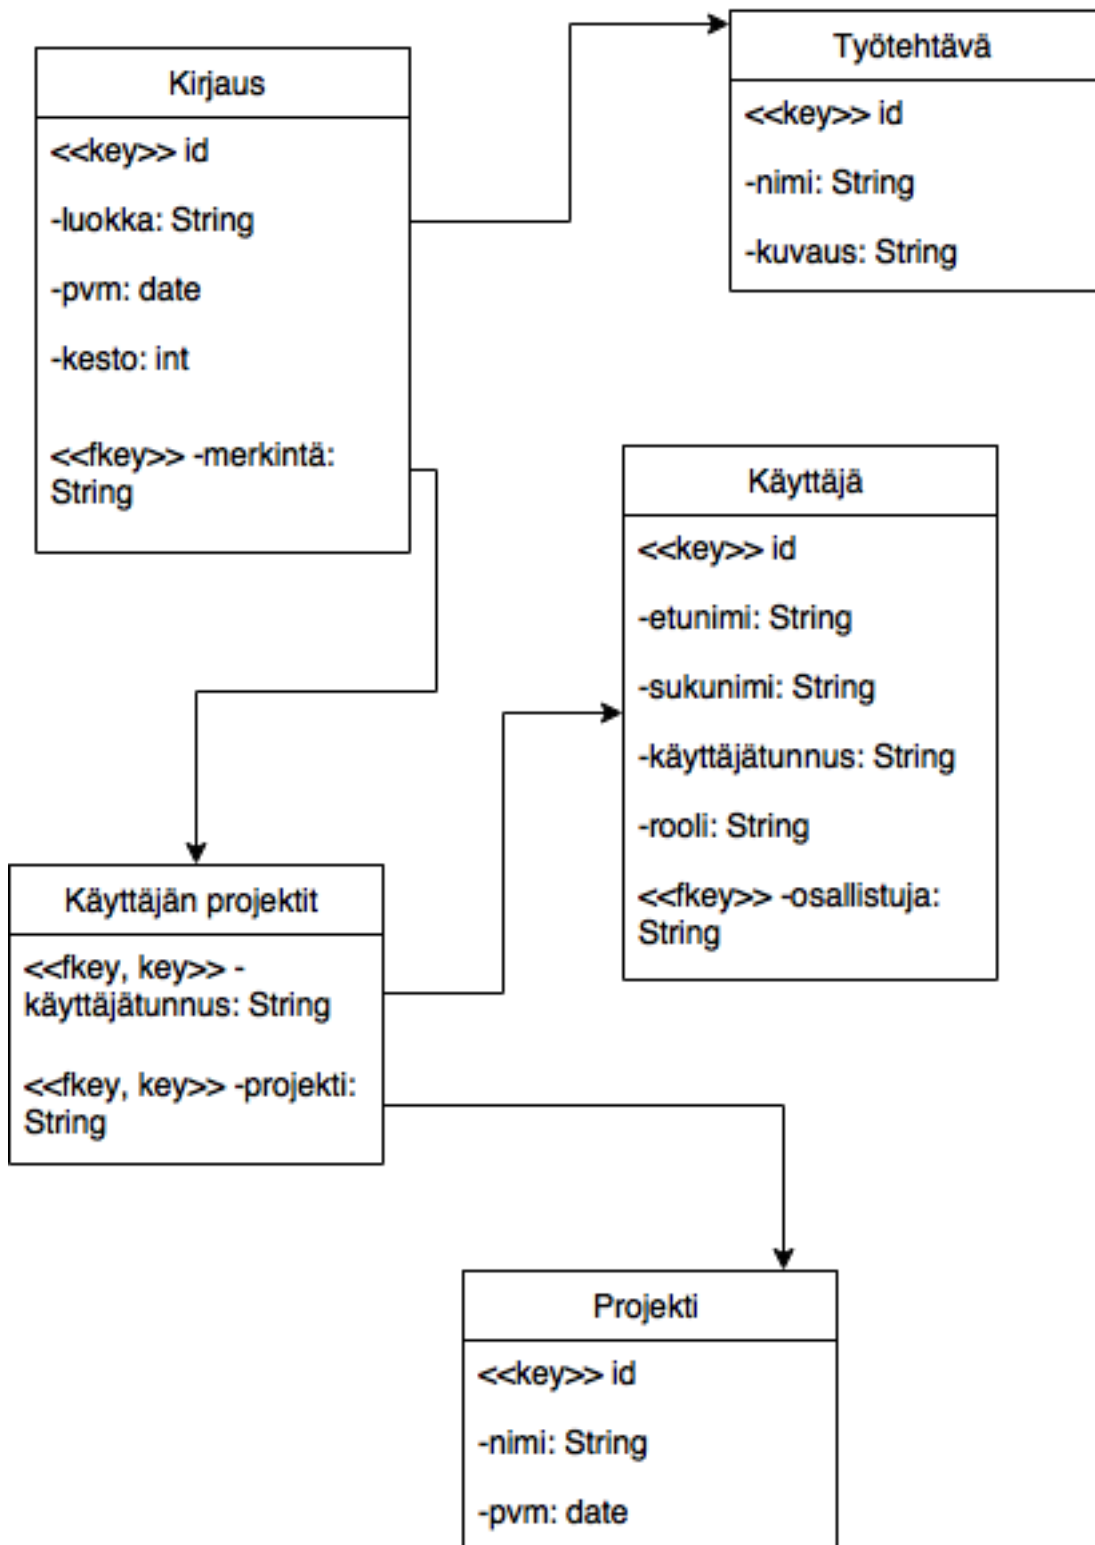 Kirjaus
<<key>> id
-luokka: String
-pvm: date
-kesto: int
<<fkey>> -merkintä:
String
Työtehtävä
<<key>> id
-nimi: String
-kuvaus: String
Käyttäjä
<<key>> id
-etunimi: String
-sukunimi: String
-käyttäjätunnus: String
-rooli: String
<<fkey>> -osallistuja:
String
Käyttäjän projektit
<<fkey, key>> -
käyttäjätunnus: String
<<fkey, key>> -projekti:
String
Projekti
<<key>> id
-nimi: String
-pvm: date